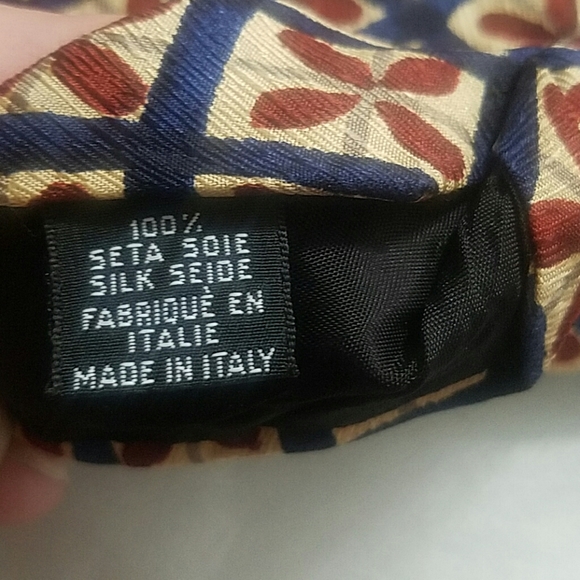 100%
SETA SOIE
SILK SEIDE
FABRIQUÉ EN
ITALIE
MADE IN ITALY